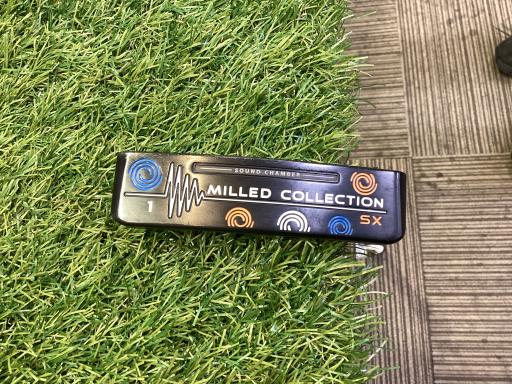 SOUND CHAMBER
MILLED COLLECTION
1 SX